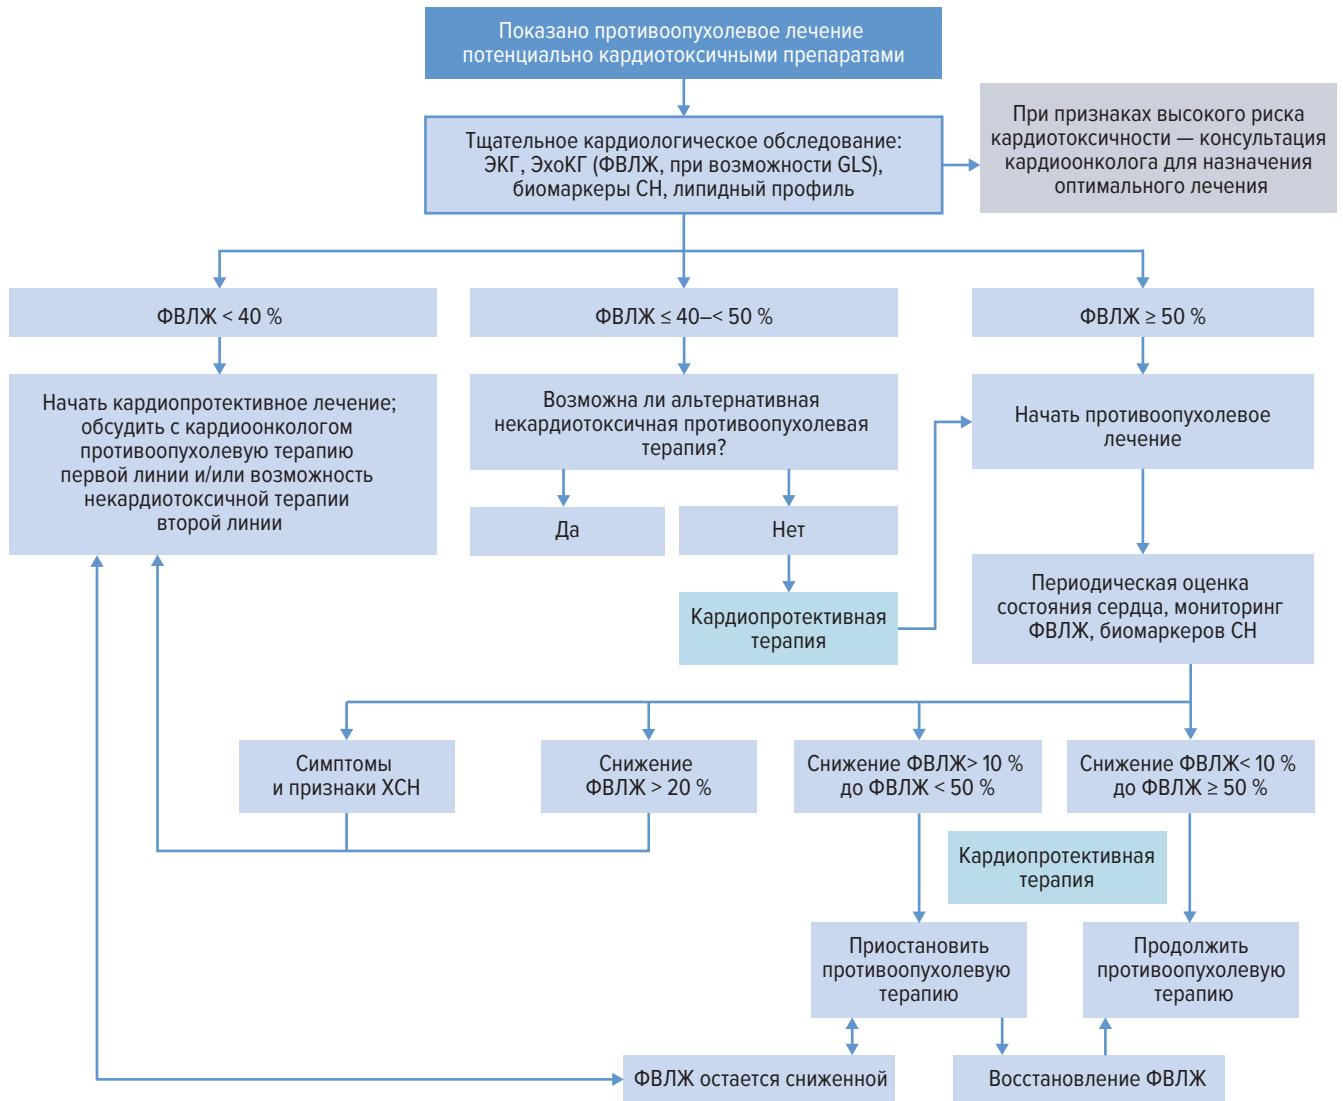 Показано противоопухолевое лечение
потенциально кардиотоксичными препаратами
Тщательное кардиологическое обследование:
ЭКГ, ЭхоКГ (ФВЛЖ, при возможности GLS),
биомаркеры СН, липидный профиль
При признаках высокого риска
кардиотоксичности — консультация
кардиоонколога для назначения
оптимального лечения
ФВЛЖ < 40 %
ФВЛЖ ≤ 40–< 50 %
ФВЛЖ ≥ 50 %
Начать кардиопротективное лечение;
обсудить с кардиоонкологом
противоопухолевую терапию
первой линии и/или возможность
некардиотоксичной терапии
второй линии
Возможна ли альтернативная
некардиотоксичная противоопухолевая
терапия?
Начать противоопухолевое
лечение
Да
Нет
Кардиопротективная
терапия
Периодическая оценка
состояния сердца, мониторинг
ФВЛЖ, биомаркеров СН
Симптомы
и признаки ХСН
Снижение
ФВЛЖ > 20 %
Снижение ФВЛЖ> 10 %
до ФВЛЖ < 50 %
Снижение ФВЛЖ< 10 %
до ФВЛЖ ≥ 50 %
Кардиопротективная
терапия
Приостановить
противоопухолевую
терапию
Продолжить
противоопухолевую
терапию
ФВЛЖ остается сниженной
Восстановление ФВЛЖ